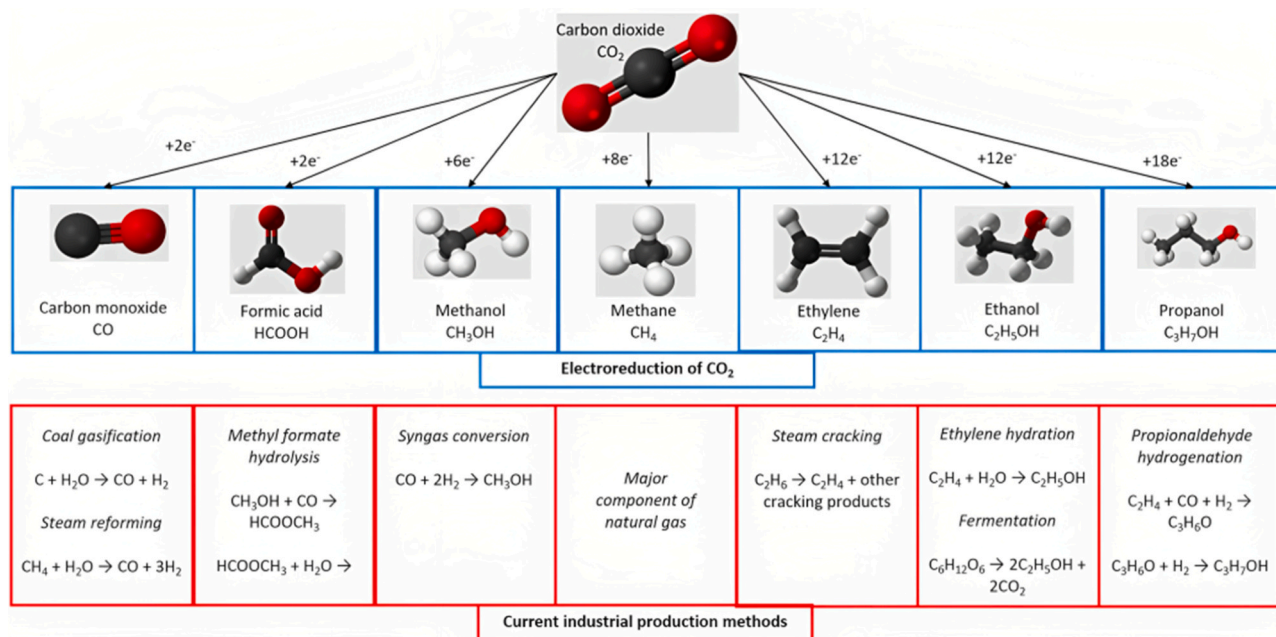 Carbon dioxide
CO₂
+2e⁻
+2e⁻
+6e⁻
+8e⁻
+12e⁻
+12e⁻
+18e⁻
Carbon monoxide
CO
Formic acid
HCOOH
Methanol
CH₃OH
Methane
CH₄
Ethylene
C₂H₄
Ethanol
C₂H₅OH
Propanol
C₃H₇OH
Electroreduction of CO₂
Coal gasification
C + H₂O → CO + H₂
Steam reforming
CH₄ + H₂O → CO + 3H₂
Methyl formate
hydrolysis
CH₃OH + CO →
HCOOCH₃
HCOOCH₃ + H₂O →
Syngas conversion
CO + 2H₂ → CH₃OH
Major
component of
natural gas
Steam cracking
C₂H₆ → C₂H₄ + other
cracking products
Ethylene hydration
C₂H₄ + H₂O → C₂H₅OH
Fermentation
C₆H₁₂O₆ → 2C₂H₅OH +
2CO₂
Propionaldehyde
hydrogenation
C₂H₄ + CO + H₂ →
C₃H₆O
C₃H₆O + H₂ → C₃H₇OH
Current industrial production methods